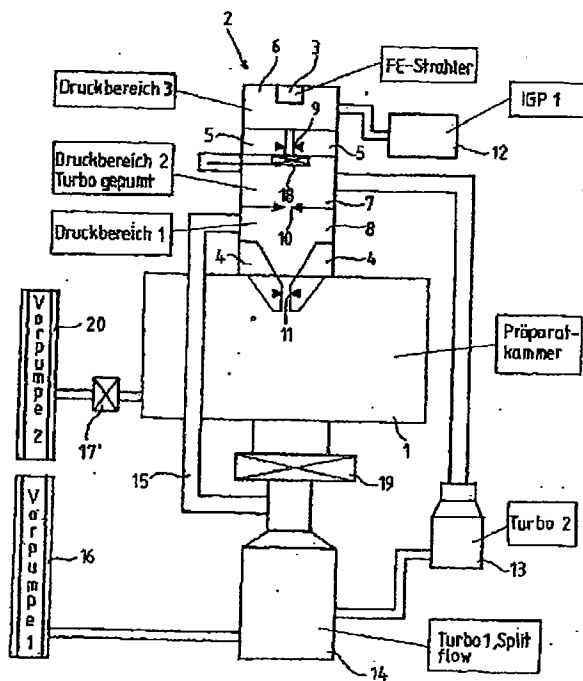 2
6
3
FE-Strahler
Druckbereich 3
IGP 1
5
9
5
12
Druckbereich 2
Turbo gepumt
18
7
10
Druckbereich 1
8
4
4
11
20
Vorpumpe 2
Präparat-
kammer
17'
1
15
19
16
Vorpumpe 1
Turbo 2
13
Turbo 1, Split
flow
14